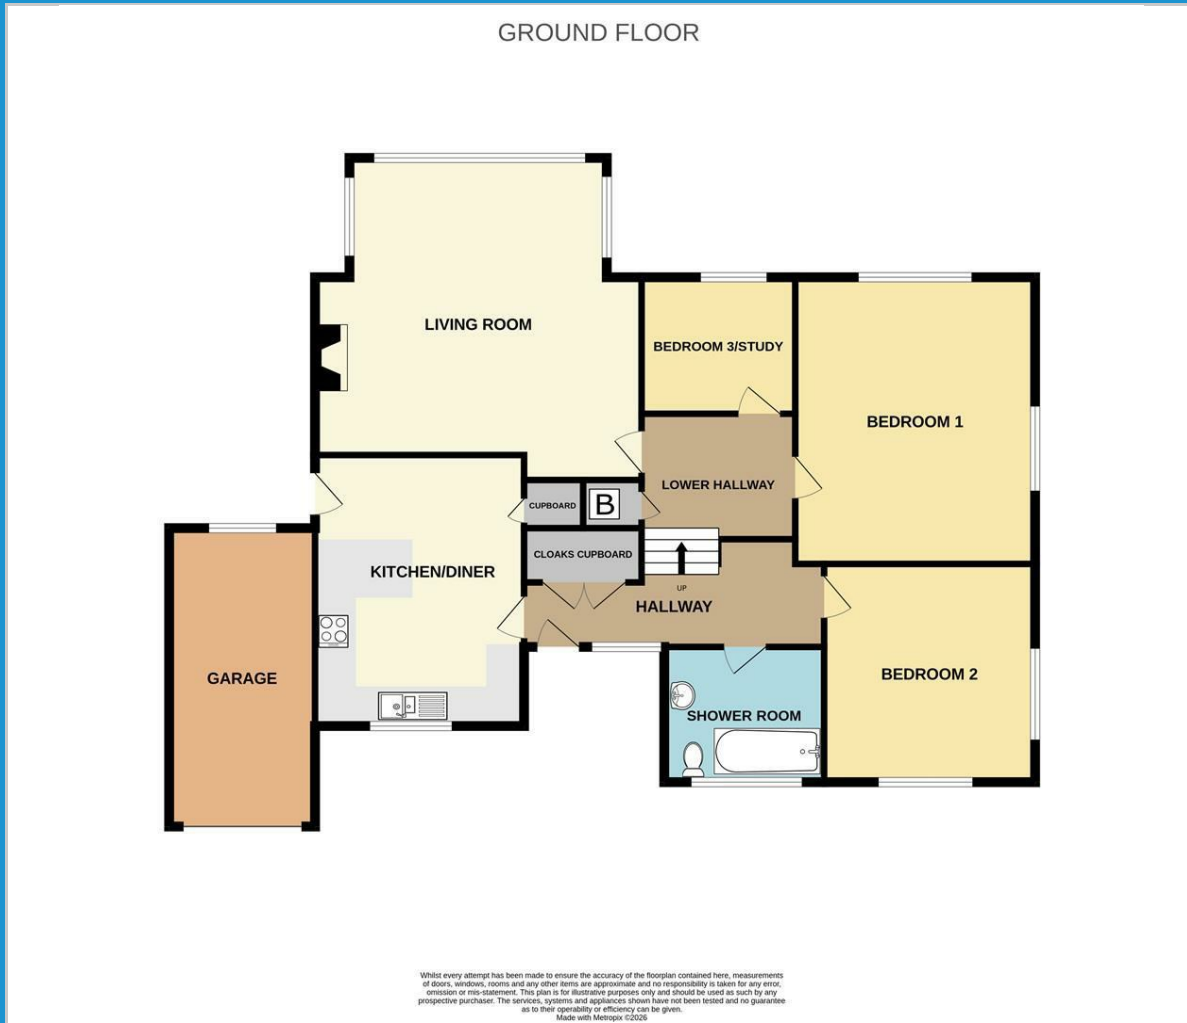 GROUND FLOOR
LIVING ROOM
BEDROOM 3/STUDY
BEDROOM 1
LOWER HALLWAY
CUPBOARD
B
CLOAKS CUPBOARD
KITCHEN/DINER
UP
HALLWAY
GARAGE
BEDROOM 2
SHOWER ROOM
Whilst every attempt has been made to ensure the accuracy of the floorplan contained here, measurements
of doors, windows, rooms and any other items are approximate and no responsibility is taken for any error,
omission or mis-statement. This plan is for illustrative purposes only and should be used as such by any
prospective purchaser. The services, systems and appliances shown have not been tested and no guarantee
as to their operability or efficiency can be given.
Made with Metropix ©2026